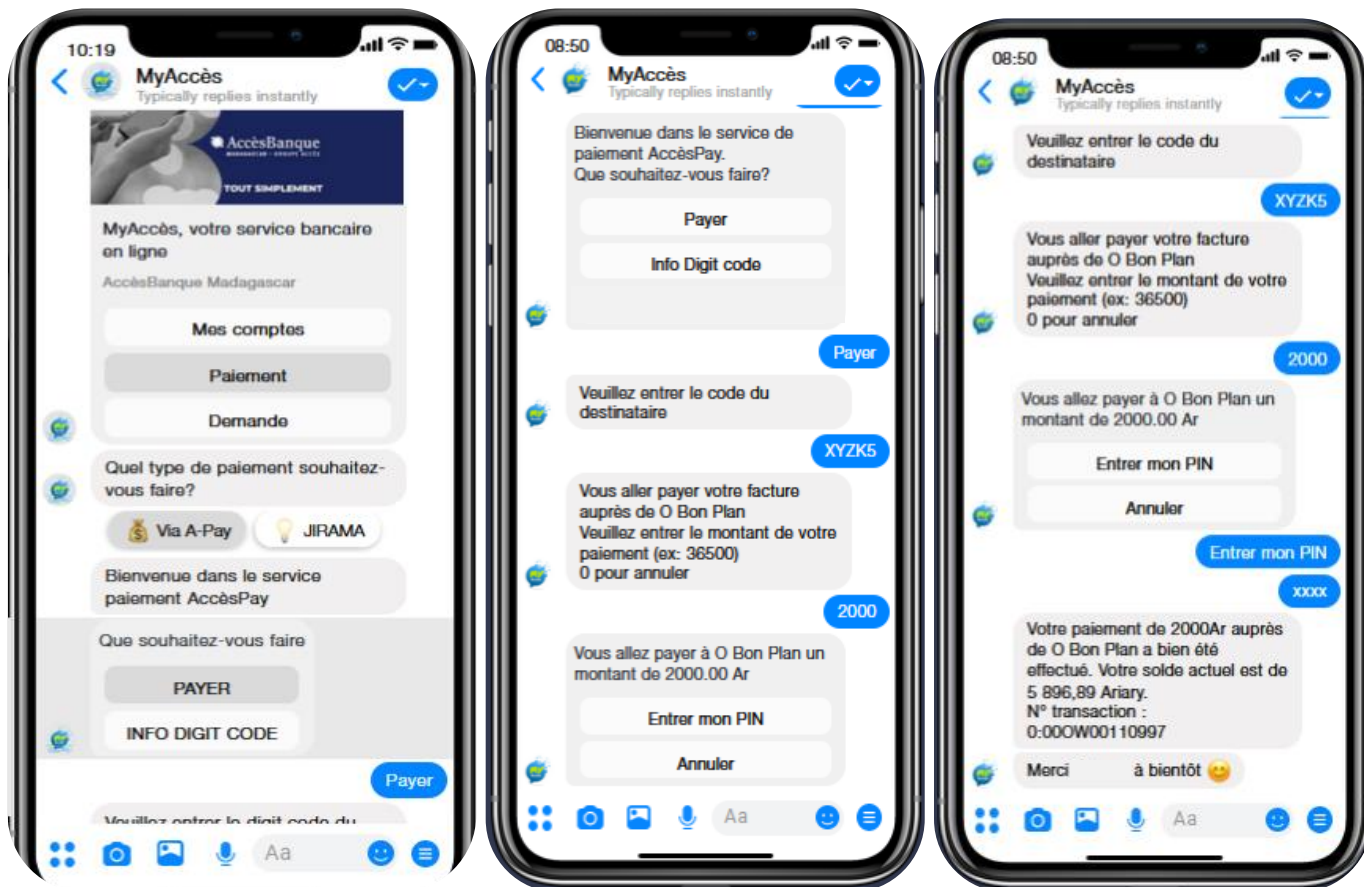 10:19
MyAccès
Typically replies instantly
AccèsBanque
TOUT SIMPLEMENT
MyAccès, votre service bancaire
en ligne
AccèsBanque Madagascar
Mes comptes
Paiement
Demande
Quel type de paiement souhaitez-
vous faire?
Via A-Pay
JIRAMA
Bienvenue dans le service
paiement AccèsPay
Que souhaitez-vous faire
PAYER
INFO DIGIT CODE
Payer
Veuillez entrer le digit code du
Aa
08:50
MyAccès
Typically replies instantly
Bienvenue dans le service de
paiement AccèsPay.
Que souhaitez-vous faire?
Payer
Info Digit code
Payer
Veuillez entrer le code du
destinataire
XYZK5
Vous aller payer votre facture
auprès de O Bon Plan
Veuillez entrer le montant de votre
paiement (ex: 36500)
0 pour annuler
2000
Vous allez payer à O Bon Plan un
montant de 2000.00 Ar
Entrer mon PIN
Annuler
Aa
08:50
MyAccès
Typically replies instantly
Veuillez entrer le code du
destinataire
XYZK5
Vous aller payer votre facture
auprès de O Bon Plan
Veuillez entrer le montant de votre
paiement (ex: 36500)
0 pour annuler
2000
Vous allez payer à O Bon Plan un
montant de 2000.00 Ar
Entrer mon PIN
Annuler
Entrer mon PIN
xxxx
Votre paiement de 2000Ar auprès
de O Bon Plan a bien été
effectué. Votre solde actuel est de
5 896,89 Ariary.
N° transaction :
0:00OW00110997
Merci à bientôt
Aa